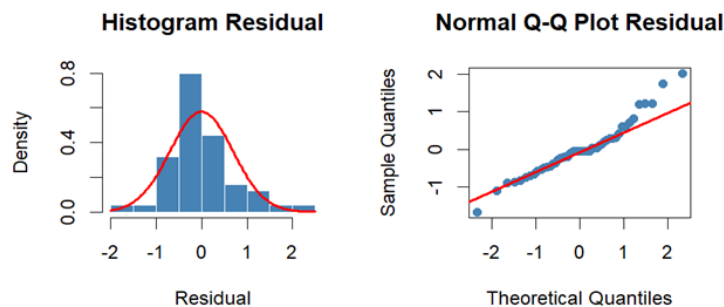 Histogram Residual
Density
0.0
0.4
0.8
-2
-1
0
1
2
Residual
Normal Q-Q Plot Residual
Sample Quantiles
-1
0
1
2
-2
-1
0
1
2
Theoretical Quantiles